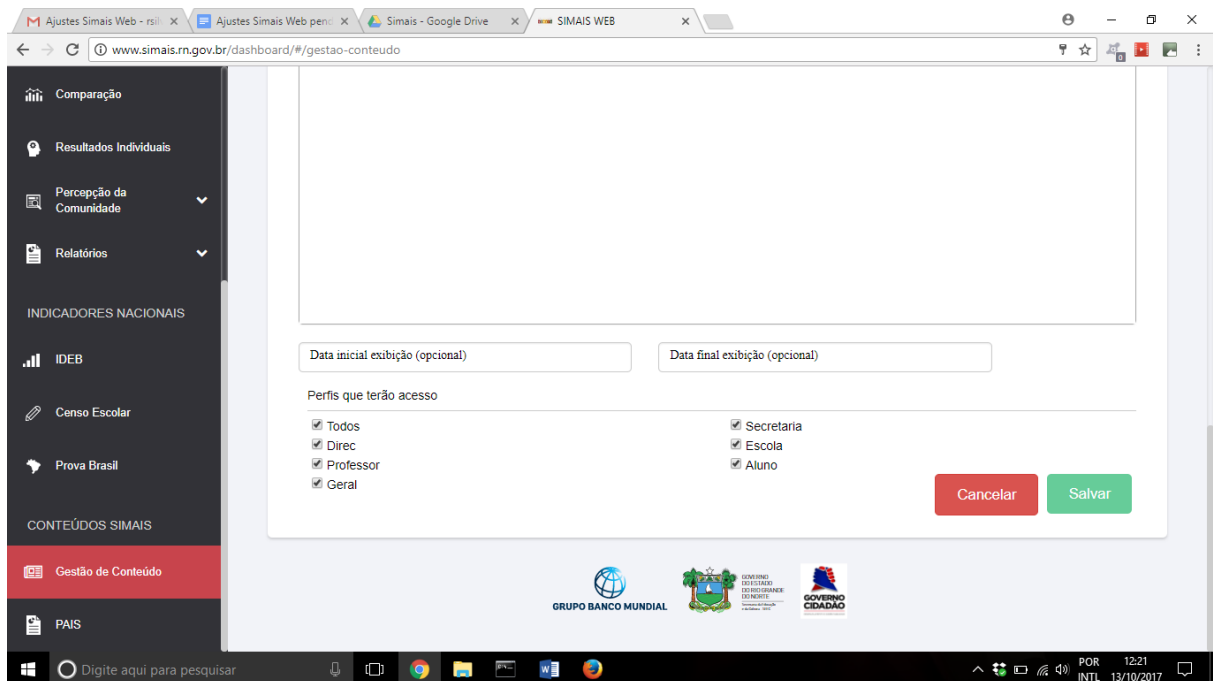 Ajustes Simais Web - rsil
Ajustes Simais Web pend
Simais - Google Drive
SIMAIS WEB
www.simais.rn.gov.br/dashboard/#/gestao-conteudo
0
Comparação
Resultados Individuais
Percepção da
Comunidade
Relatórios
INDICADORES NACIONAIS
IDEB
Censo Escolar
Prova Brasil
CONTEÚDOS SIMAIS
Gestão de Conteúdo
PAIS
Data inicial exibição (opcional)
Data final exibição (opcional)
Perfis que terão acesso
Todos
Secretaria
Direc
Escola
Professor
Aluno
Geral
Cancelar
Salvar
GRUPO BANCO MUNDIAL
GOVERNO
DO ESTADO
DO RIO GRANDE
DO NORTE
GOVERNO
CIDADÃO
Digite aqui para pesquisar
POR
INTL
12:21
13/10/2017